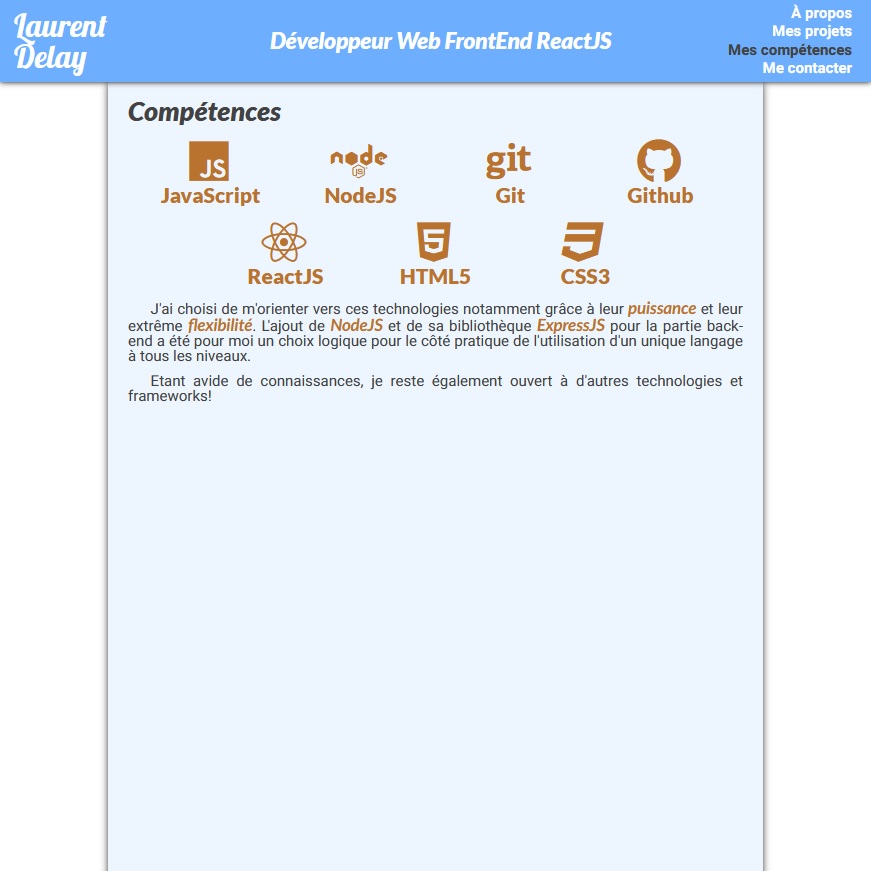 Laurent
Delay
Développeur Web FrontEnd ReactJS
À propos
Mes projets
Mes compétences
Me contacter
Compétences
JS
node
JS
git
JavaScript
NodeJS
Git
Github
5
ReactJS
HTML5
CSS3
J'ai choisi de m'orienter vers ces technologies notamment grâce à leur puissance et leur
extrême flexibilité. L'ajout de NodeJS et de sa bibliothèque ExpressJS pour la partie back-
end a été pour moi un choix logique pour le côté pratique de l'utilisation d'un unique langage
à tous les niveaux.
Etant avide de connaissances, je reste également ouvert à d'autres technologies et
frameworks!